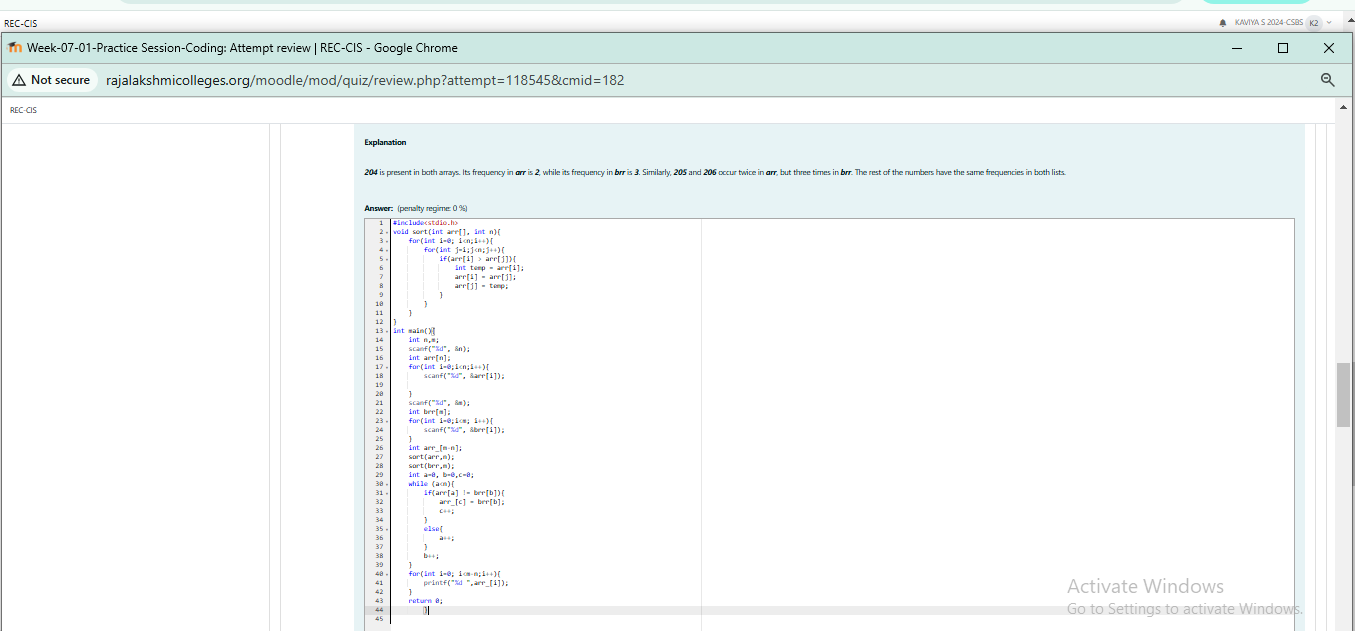 REC-CIS
KAVIYA S 2024-CSBS K2
Week-07-01-Practice Session-Coding: Attempt review | REC-CIS - Google Chrome
Not secure rajalakshmicolleges.org/moodle/mod/quiz/review.php?attempt=118545&cmid=182
REC-CIS
Explanation
204 is present in both arrays. Its frequency in arr is 2, while its frequency in brr is 3. Similarly, 205 and 206 occur twice in arr, but three times in brr. The rest of the numbers have the same frequencies in both lists.
Answer: (penalty regime: 0 %)
1 #include<stdio.h>
2 void sort(int arr[], int n){
3 for(int i=0; i<n;i++){
4 for(int j=i;j<n;j++){
5 if(arr[i] > arr[j]){
6 int temp = arr[i];
7 arr[i] = arr[j];
8 arr[j] = temp;
9 }
10 }
11 }
12 }
13 int main(){
14 int n,m;
15 scanf("%d", &n);
16 int arr[n];
17 for(int i=0;i<n;i++){
18 scanf("%d", &arr[i]);
19
20 }
21 scanf("%d", &m);
22 int brr[m];
23 for(int i=0;i<m; i++){
24 scanf("%d", &brr[i]);
25 }
26 int arr_[m-n];
27 sort(arr,n);
28 sort(brr,m);
29 int a=0, b=0,c=0;
30 while (a<n){
31 if(arr[a] != brr[b]){
32 arr_[c] = brr[b];
33 c++;
34 }
35 else{
36 a++;
37 }
38 b++;
39 }
40 for(int i=0; i<m-n;i++){
41 printf("%d ",arr_[i]);
42 }
43 return 0;
44 }
45
Activate Windows
Go to Settings to activate Windows.